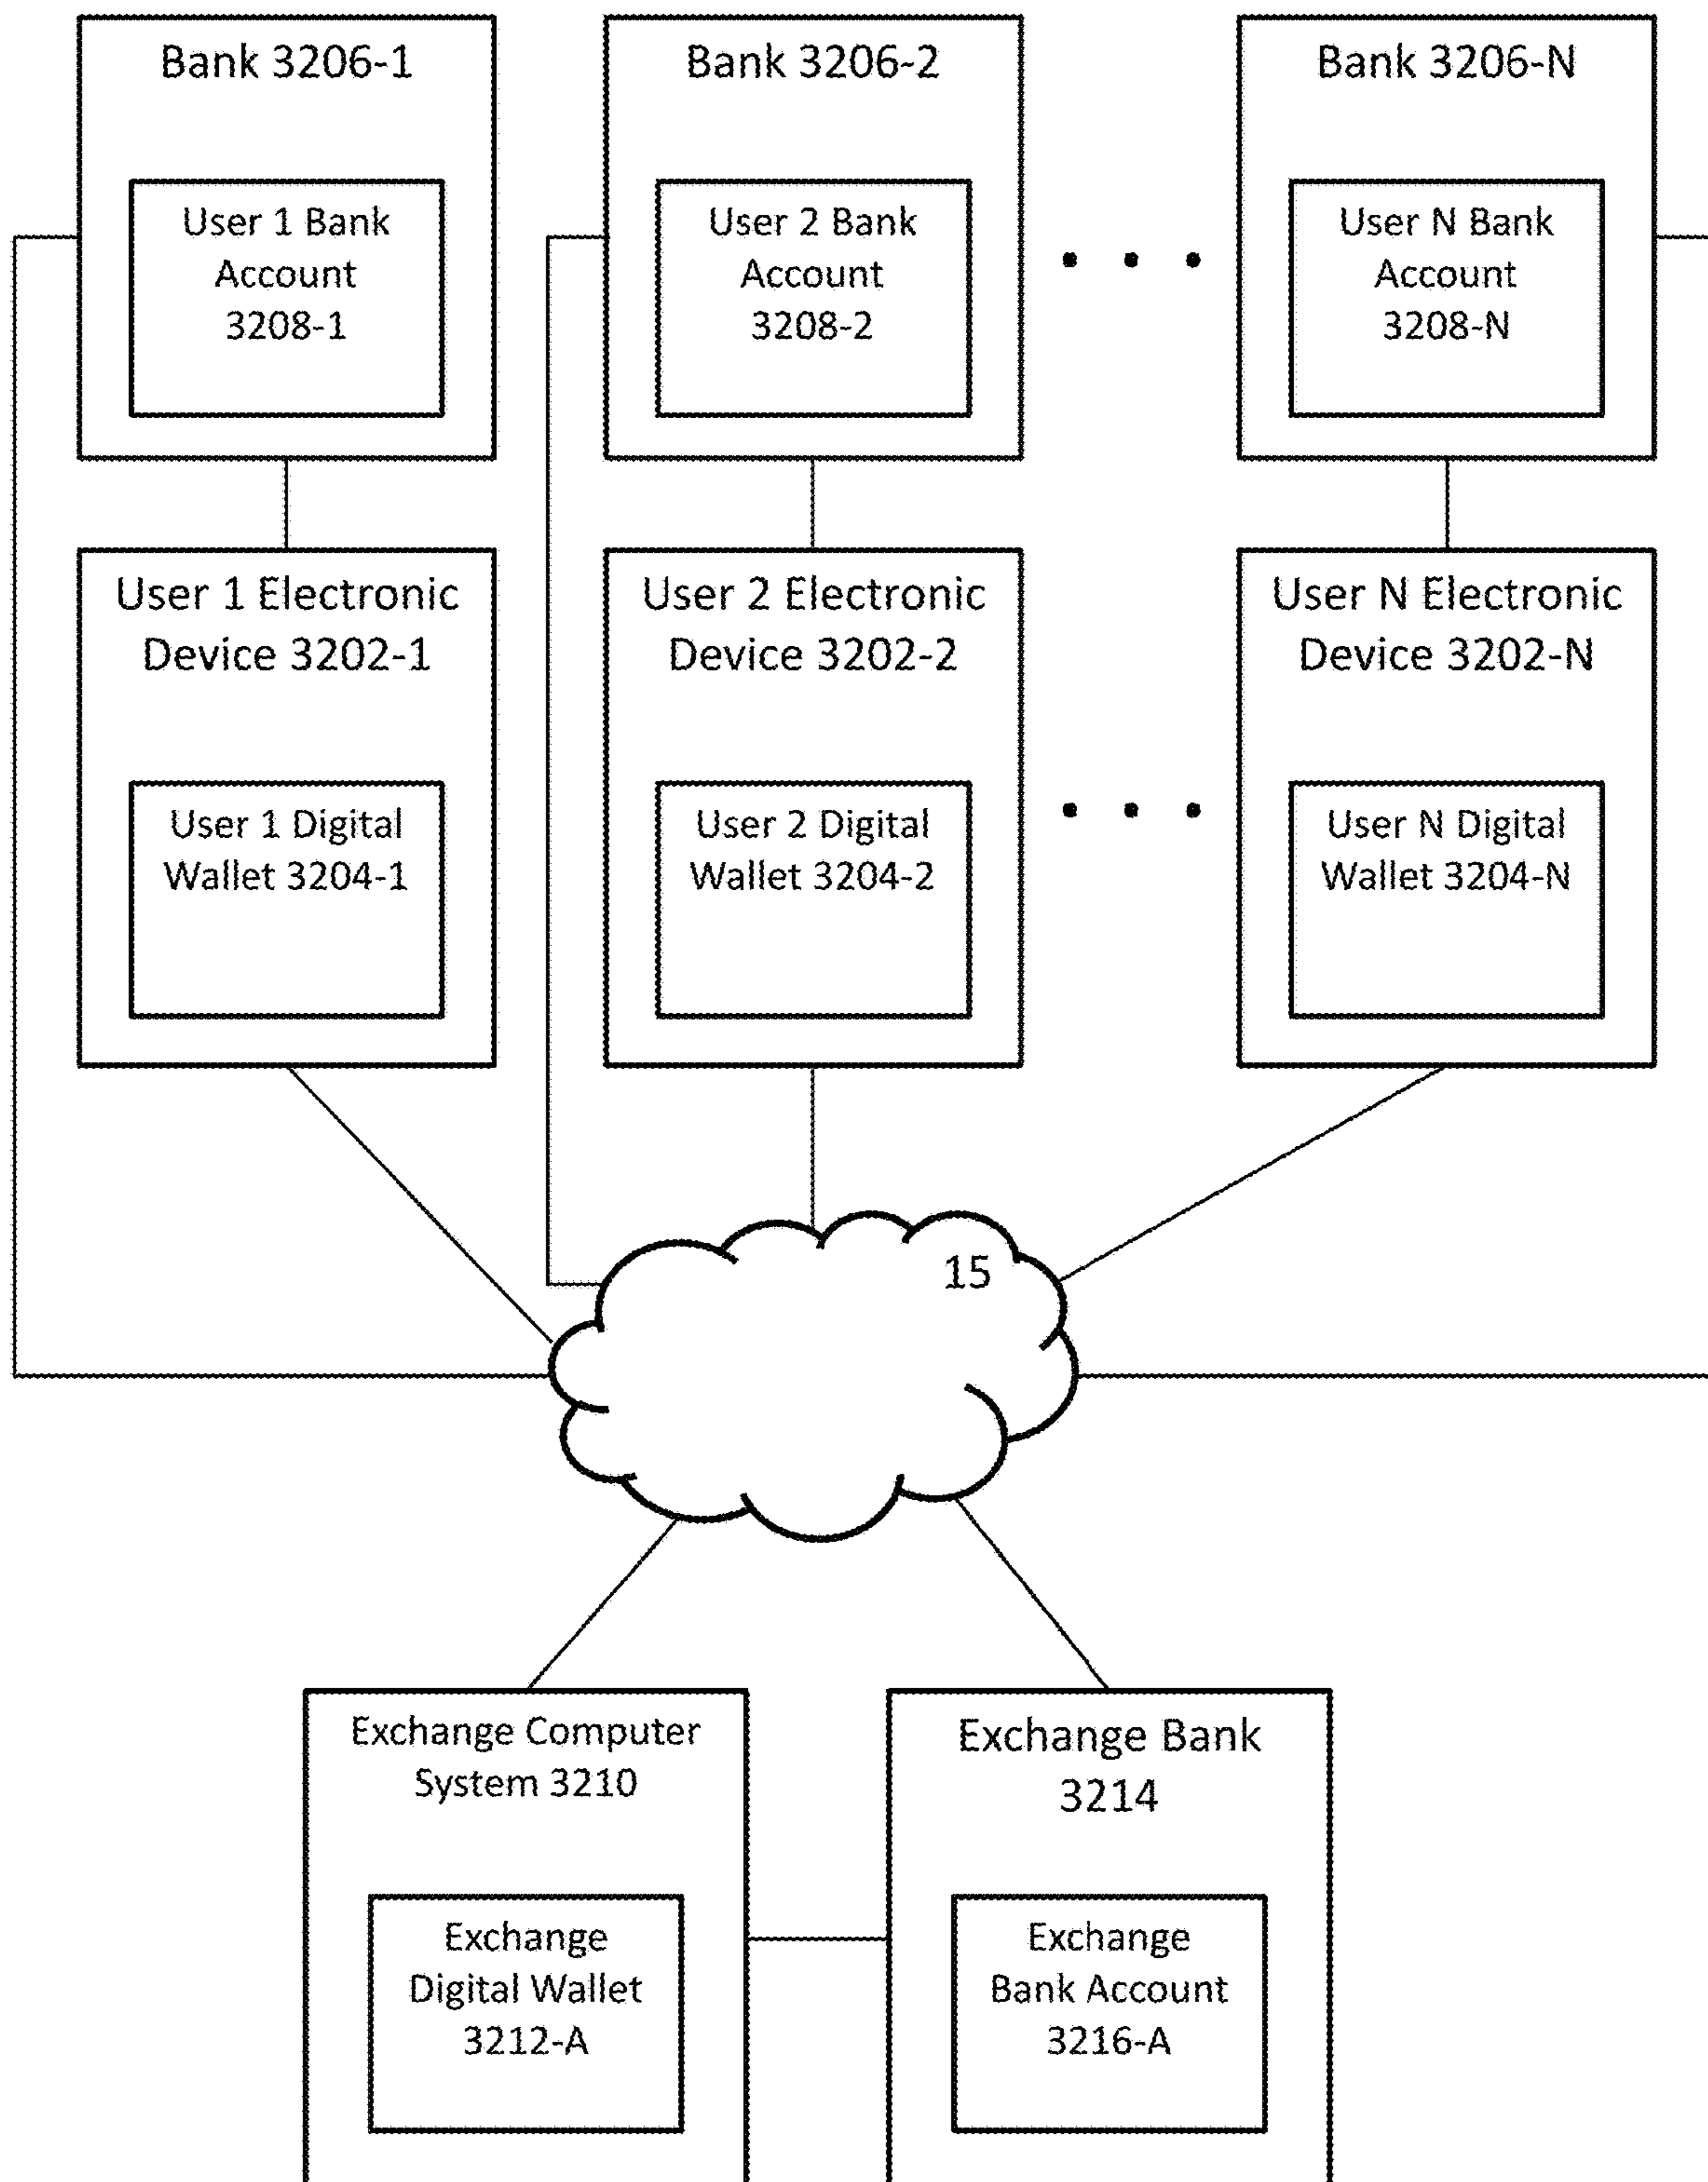 Bank 3206-1
Bank 3206-2
Bank 3206-N
User 1 Bank
Account
3208-1
User 2 Bank
Account
3208-2
User N Bank
Account
3208-N
User 1 Electronic
Device 3202-1
User 2 Electronic
Device 3202-2
User N Electronic
Device 3202-N
User 1 Digital
Wallet 3204-1
User 2 Digital
Wallet 3204-2
User N Digital
Wallet 3204-N
15
Exchange Computer
System 3210
Exchange Bank
3214
Exchange
Digital Wallet
3212-A
Exchange
Bank Account
3216-A